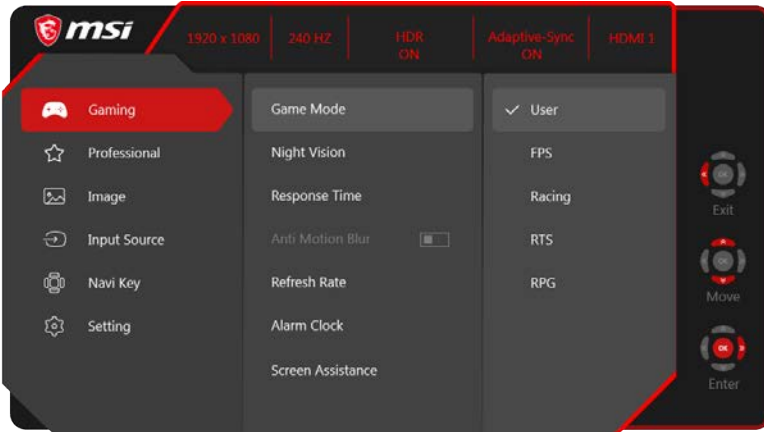 msi
1920 x 1080
240 HZ
HDR
ON
Adaptive-Sync
ON
HDMI 1
Gaming
Professional
Image
Input Source
Navi Key
Setting
Game Mode
Night Vision
Response Time
Anti Motion Blur
Refresh Rate
Alarm Clock
Screen Assistance
User
FPS
Racing
RTS
RPG
OK
Exit
OK
Move
OK
Enter